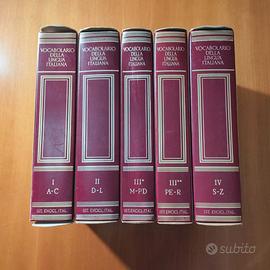 VOCABOLARIO
DELLA
LINGUA
ITALIANA
I
A-C
IST. ENCICL. ITAL.
VOCABOLARIO
DELLA
LINGUA
ITALIANA
II
D-L
IST. ENCICL. ITAL.
VOCABOLARIO
DELLA
LINGUA
ITALIANA
III*
M-PD
IST. ENCICL. ITAL.
VOCABOLARIO
DELLA
LINGUA
ITALIANA
III**
PE-R
IST. ENCICL. ITAL.
VOCABOLARIO
DELLA
LINGUA
ITALIANA
IV
S-Z
IST. ENCICL. ITAL.
subito